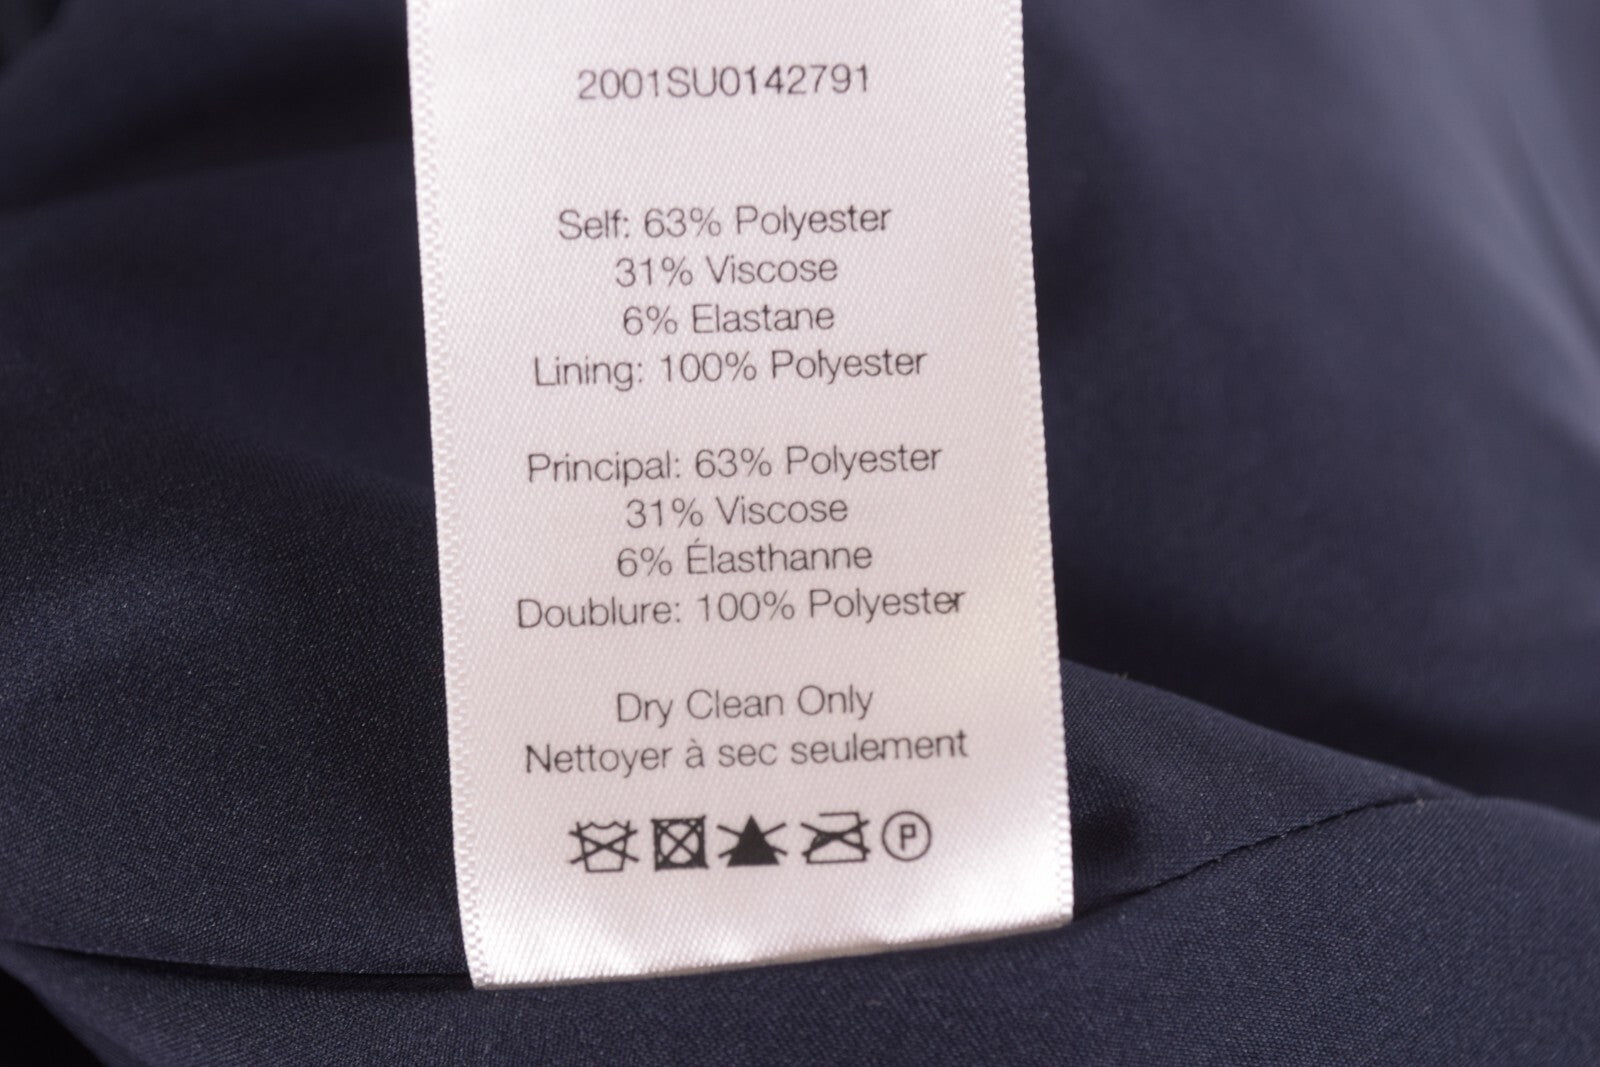 2001SU0142791
Self: 63% Polyester
31% Viscose
6% Elastane
Lining: 100% Polyester
Principal: 63% Polyester
31% Viscose
6% Élasthanne
Doublure: 100% Polyester
Dry Clean Only
Nettoyer à sec seulement
P